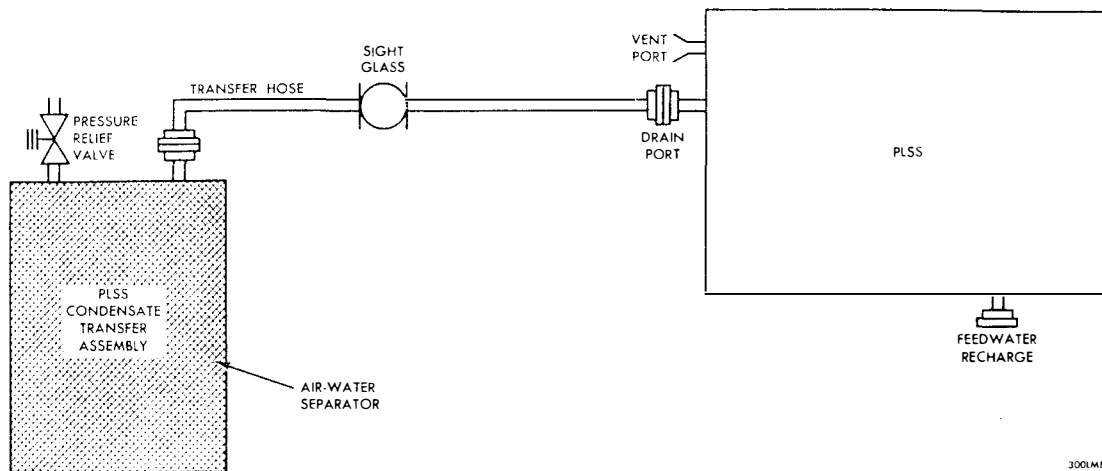 SIGHT
GLASS
VENT
PORT
TRANSFER HOSE
PRESSURE
RELIEF
VALVE
DRAIN
PORT
PLSS
PLSS
CONDENSATE
TRANSFER
ASSEMBLY
FEEDWATER
RECHARGE
AIR-WATER
SEPARATOR